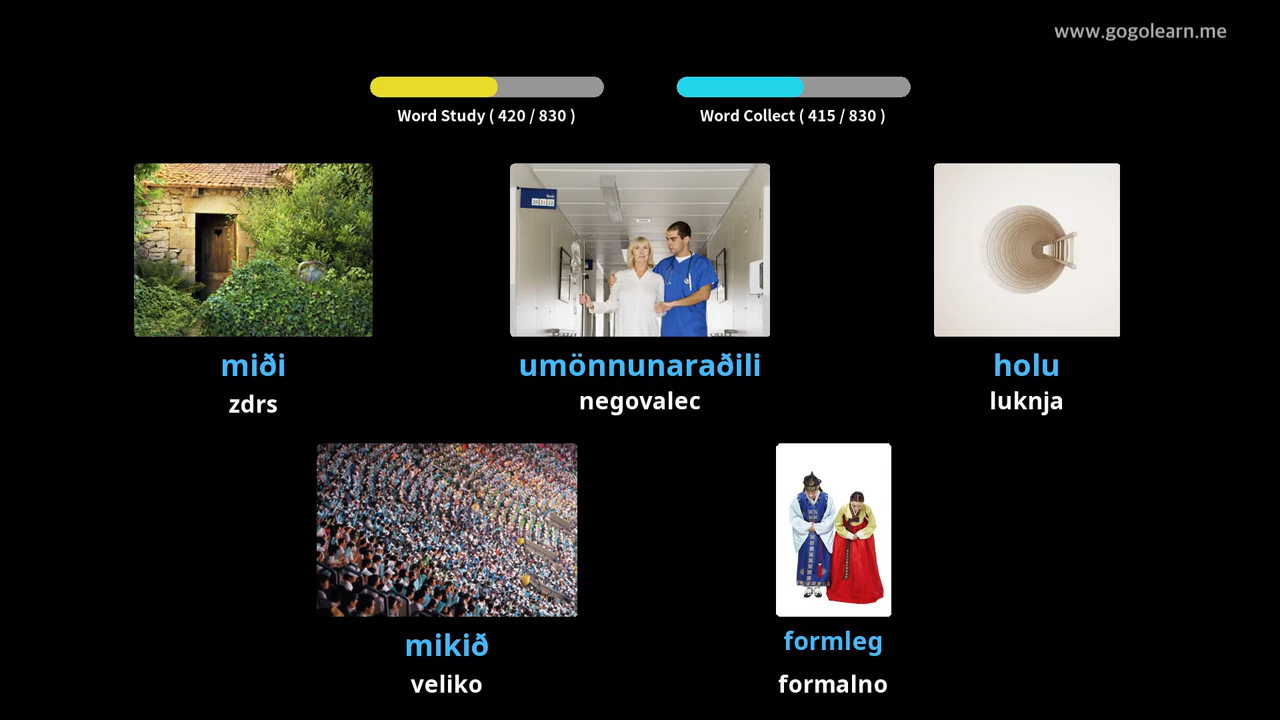 www.gogolearn.me
Word Study ( 420 / 830 )
Word Collect ( 415 / 830 )
miði
zdrs
umönnunaraðili
negovalec
holu
luknja
mikið
veliko
formleg
formalno